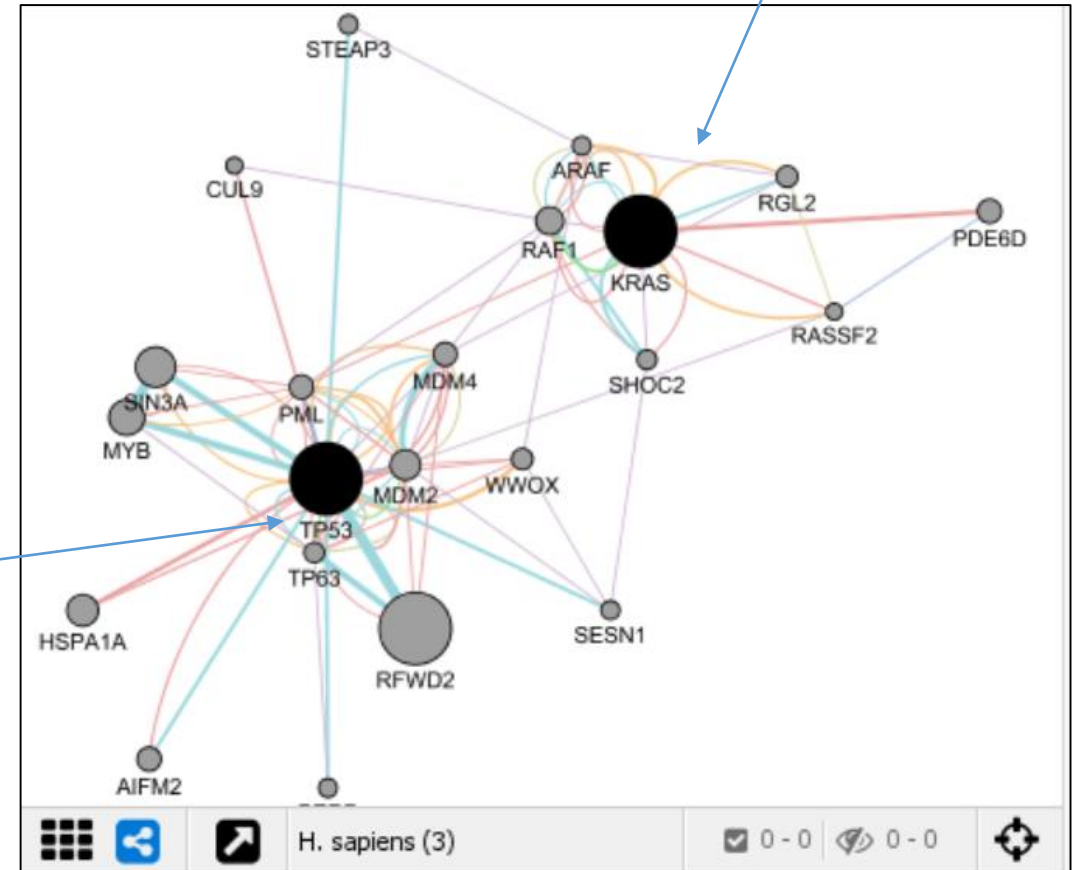 STEAP3
ARAF
CUL9
RGL2
RAF1
PDE6D
KRAS
RASSF2
MDM4
SHOC2
SIN3A
PML
MYB
WWOX
MDM2
TP53
TP63
HSPA1A
SESN1
RFWD2
AIFM2
H. sapiens (3)
0 - 0
0 - 0